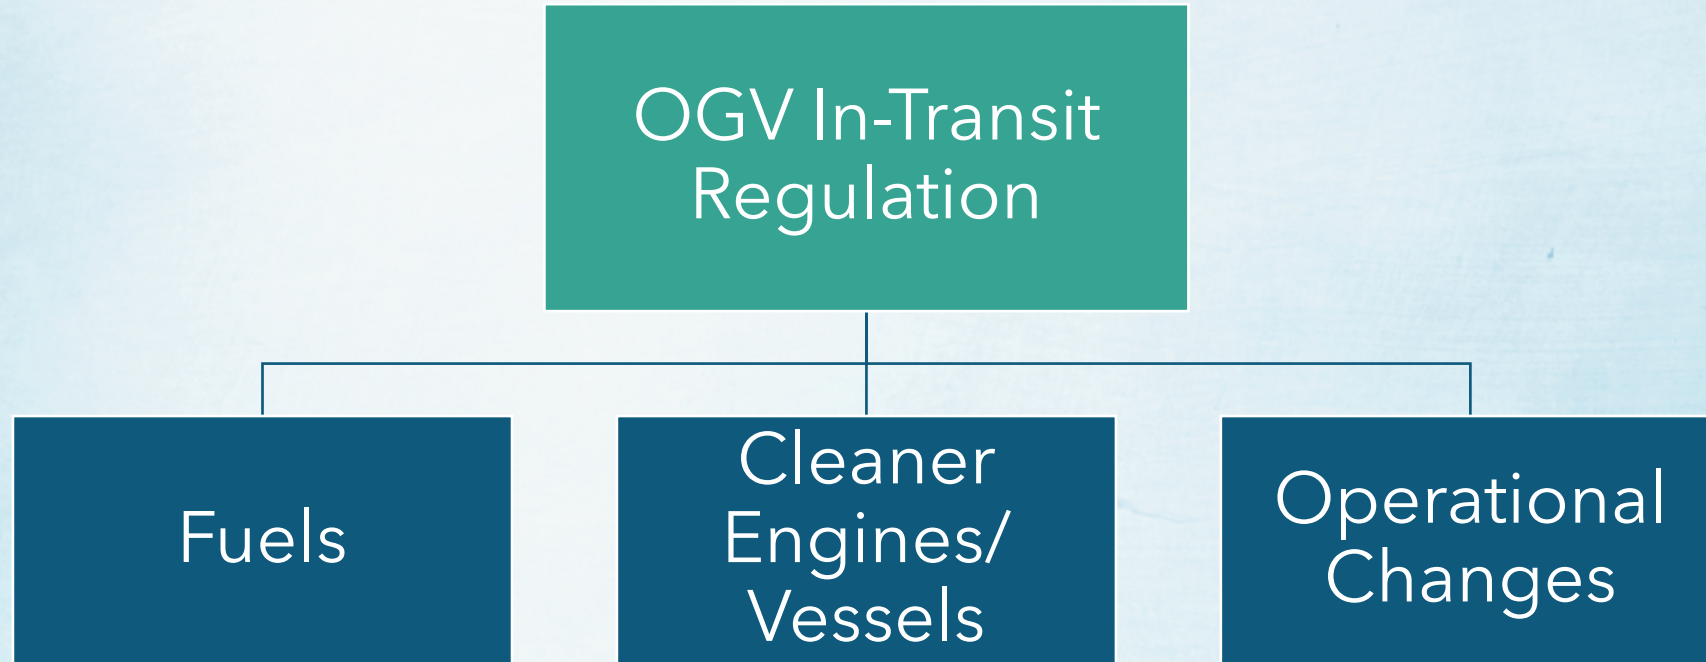 OGV In-Transit
Regulation
Fuels
Cleaner
Engines/
Vessels
Operational
Changes